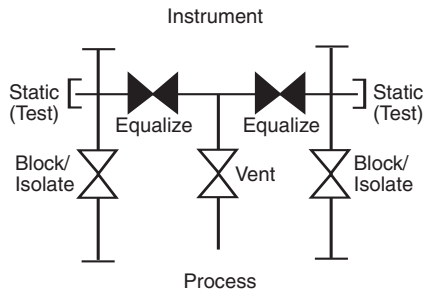 Instrument
Static
(Test)
Static
(Test)
Equalize
Equalize
Block/
Isolate
Vent
Block/
Isolate
Process